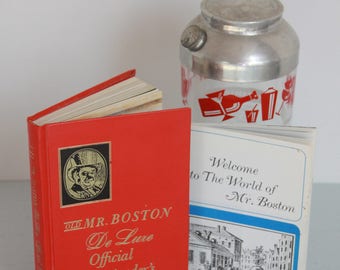 OLD MR. BOSTON
De Luxe
Official
Welcome
to The World of
Mr. Boston